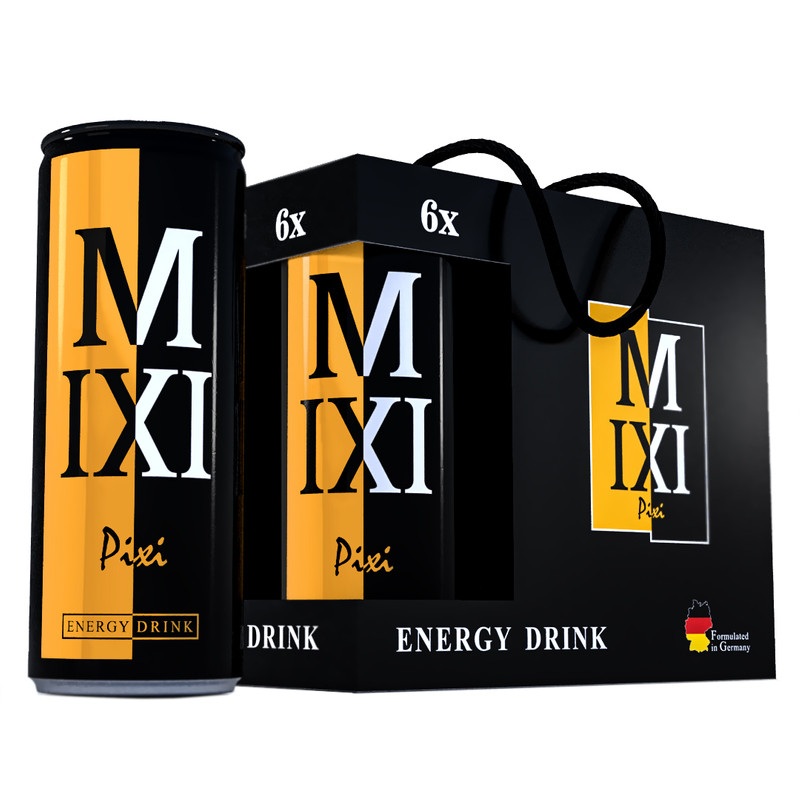 M
IXI
Pixi
ENERGY DRINK
6x
DRINK
6x
M
IXI
Pixi
ENERGY DRINK
M
IXI
Pixi
Formulated
in Germany